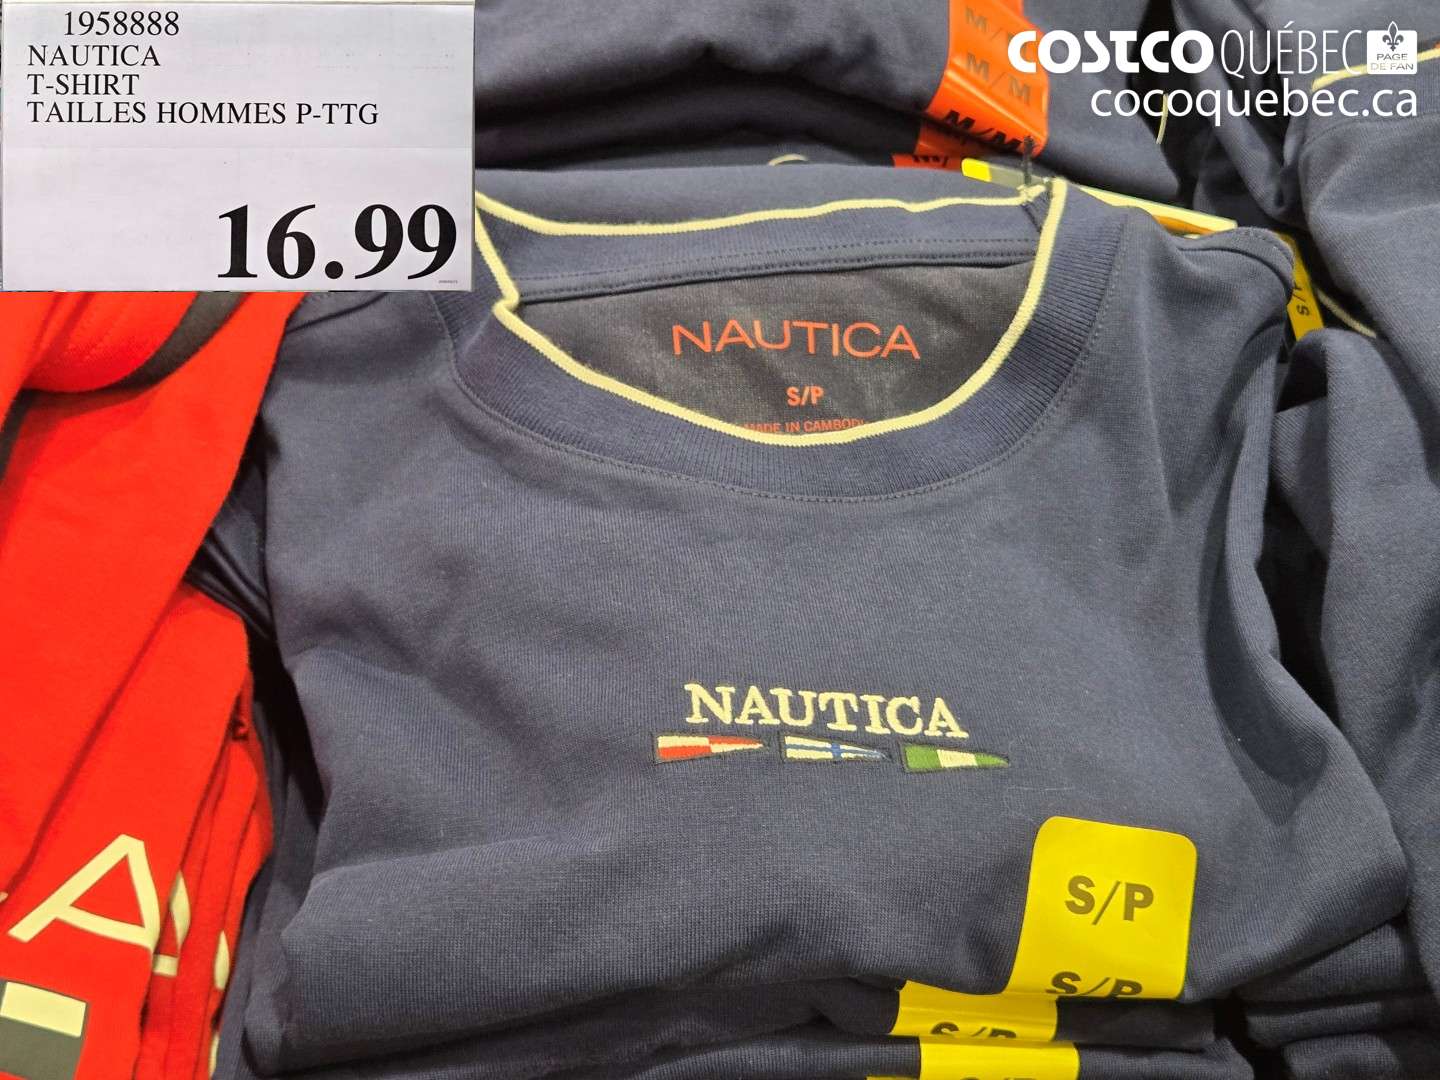 1958888
NAUTICA
T-SHIRT
TAILLES HOMMES P-TTG
16.99
COSTCO QUÉBEC
PAGE
DE FAN
cocoquebec.ca
M/M
M/M
M/M
NAUTICA
S/P
MADE IN CAMBODI
S/P
NAUTICA
S/P
S/P
S/P
S/P
A